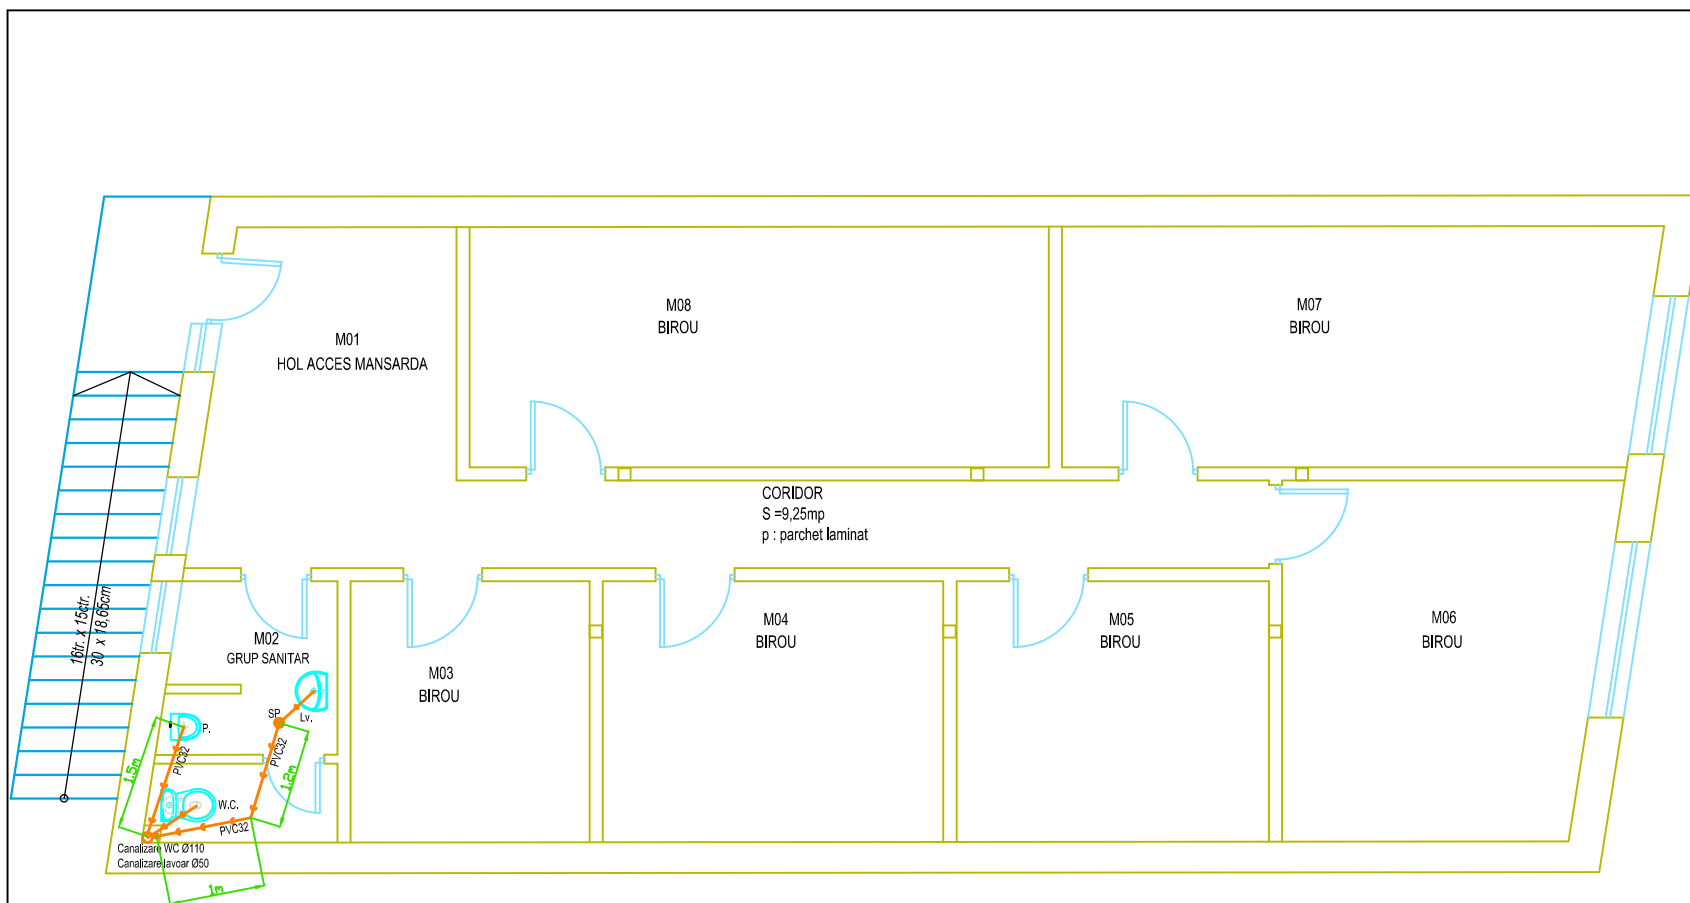 M08
BIROU
M07
BIROU
M01
HOL ACCES MANSARDA
CORIDOR
S =9,25mp
p : parchet laminat
16tr. x 15ctr.
30 x 18,65cm
M02
GRUP SANITAR
M03
BIROU
M04
BIROU
M05
BIROU
M06
BIROU
SP
Lv.
P.
PVC32
PVC32
1.5m
1.2m
W.C.
PVC32
Canalizare WC Ø110
Canalizare lavoar Ø50
1m